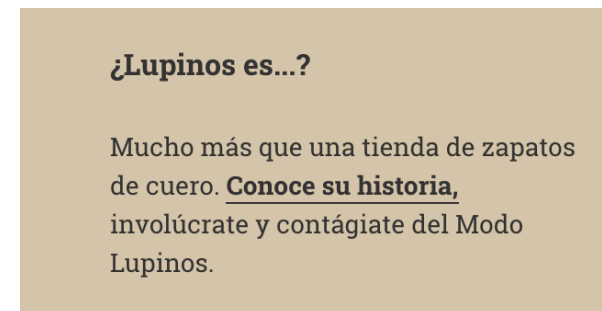 ¿Lupinos es...?
Mucho más que una tienda de zapatos
de cuero. Conoce su historia,
involúcrate y contágiate del Modo
Lupinos.